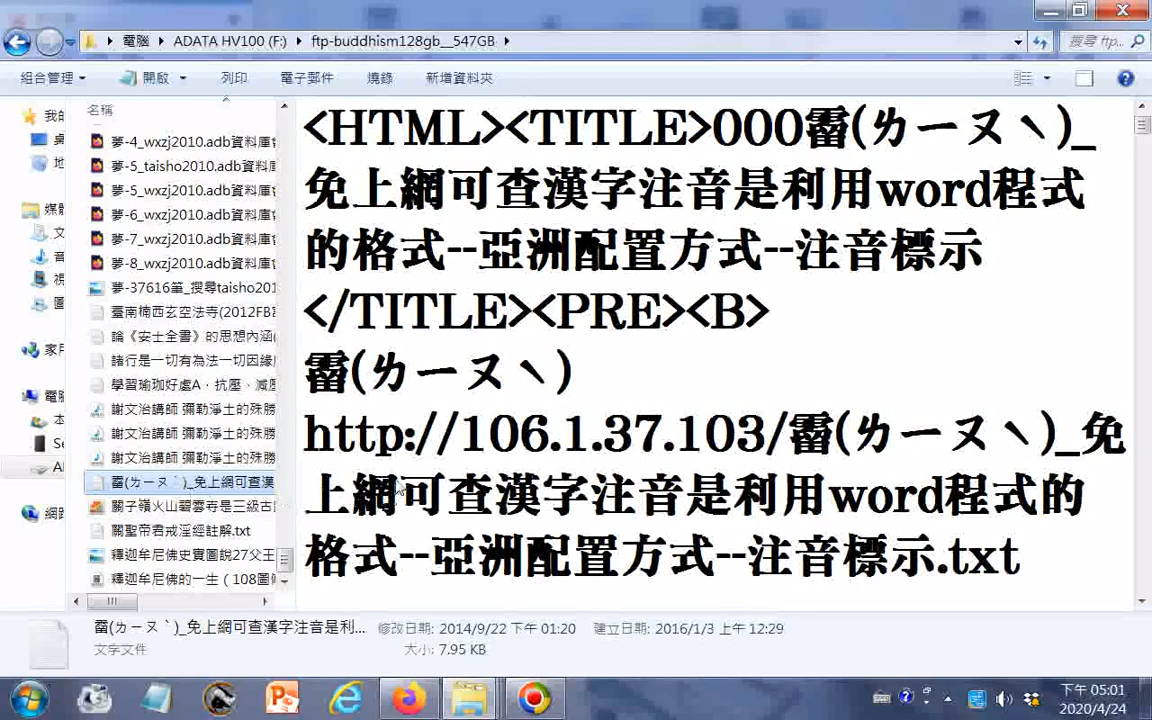 電腦 ▸ ADATA HV100 (F:) ▸ ftp-buddhism128gb__547GB ▸
搜尋 ftp...
組合管理 ▾ 開啟 ▾ 列印 電子郵件 燒錄 新增資料夾
名稱
夢-4_wxzj2010.adb資料庫
夢-5_taisho2010.adb資料
夢-5_wxzj2010.adb資料庫
夢-6_wxzj2010.adb資料庫
夢-7_wxzj2010.adb資料庫
夢-8_wxzj2010.adb資料庫
夢-37616筆_搜尋taisho201
臺南楠西玄空法寺(2012FB
論《安士全書》的思想內涵(
諸行是一切有為法一切因緣
學習瑜珈好處A‧抗壓、減
謝文治講師 彌勒淨土的殊勝
謝文治講師 彌勒淨土的殊勝
謝文治講師 彌勒淨土的殊勝
霤(ㄌㄧㄡˋ)_免上網可查漢
關子嶺火山碧雲寺是三級古
關聖帝君戒淫經註解.txt
釋迦牟尼佛史實圖說27父王
釋迦牟尼佛的一生 ( 108圖
<HTML><TITLE>000霤(ㄌㄧㄡˋ)_
免上網可查漢字注音是利用word程式
的格式--亞洲配置方式--注音標示
</TITLE><PRE><B>
霤(ㄌㄧㄡˋ)
http://106.1.37.103/霤(ㄌㄧㄡˋ)_免
上網可查漢字注音是利用word程式的
格式--亞洲配置方式--注音標示.txt
霤(ㄌㄧㄡˋ)_免上網可查漢字注音是利... 修改日期: 2014/9/22 下午 01:20 建立日期: 2016/1/3 上午 12:29
文字文件 大小: 7.95 KB
下午 05:01
2020/4/24